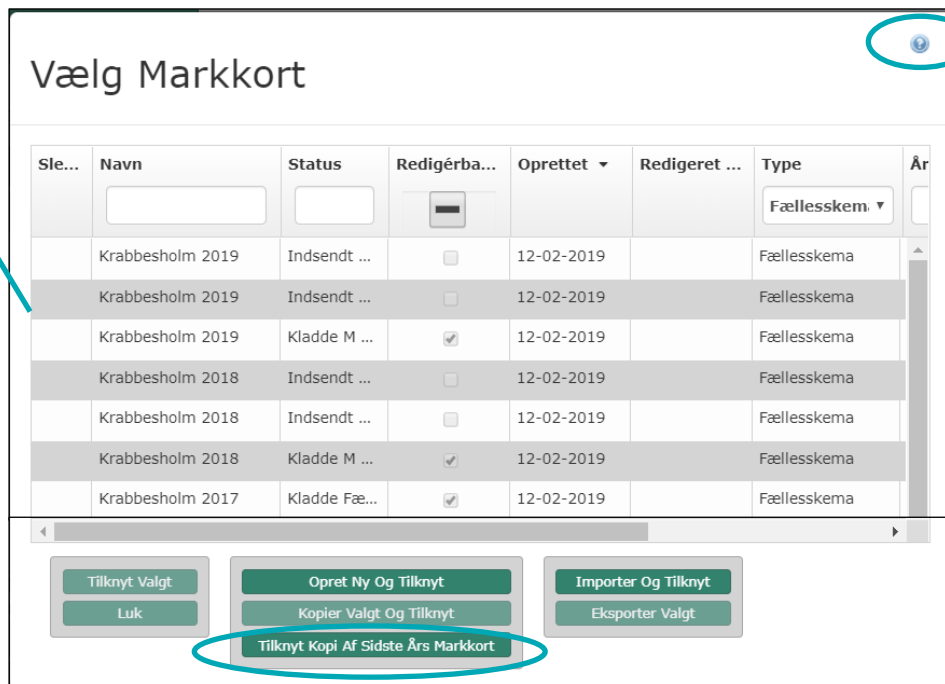 Vælg Markkort
Sle... Navn Status Redigérba... Oprettet Redigeret ... Type År
Fællesskem
Krabbesholm 2019 Indsendt ... 12-02-2019 Fællesskema
Krabbesholm 2019 Indsendt ... 12-02-2019 Fællesskema
Krabbesholm 2019 Kladde M ... 12-02-2019 Fællesskema
Krabbesholm 2018 Indsendt ... 12-02-2019 Fællesskema
Krabbesholm 2018 Indsendt ... 12-02-2019 Fællesskema
Krabbesholm 2018 Kladde M ... 12-02-2019 Fællesskema
Krabbesholm 2017 Kladde Fæ... 12-02-2019 Fællesskema
Tilknyt Valgt Opret Ny Og Tilknyt Importer Og Tilknyt
Luk Kopier Valgt Og Tilknyt Eksporter Valgt
Tilknyt Kopi Af Sidste Års Markkort